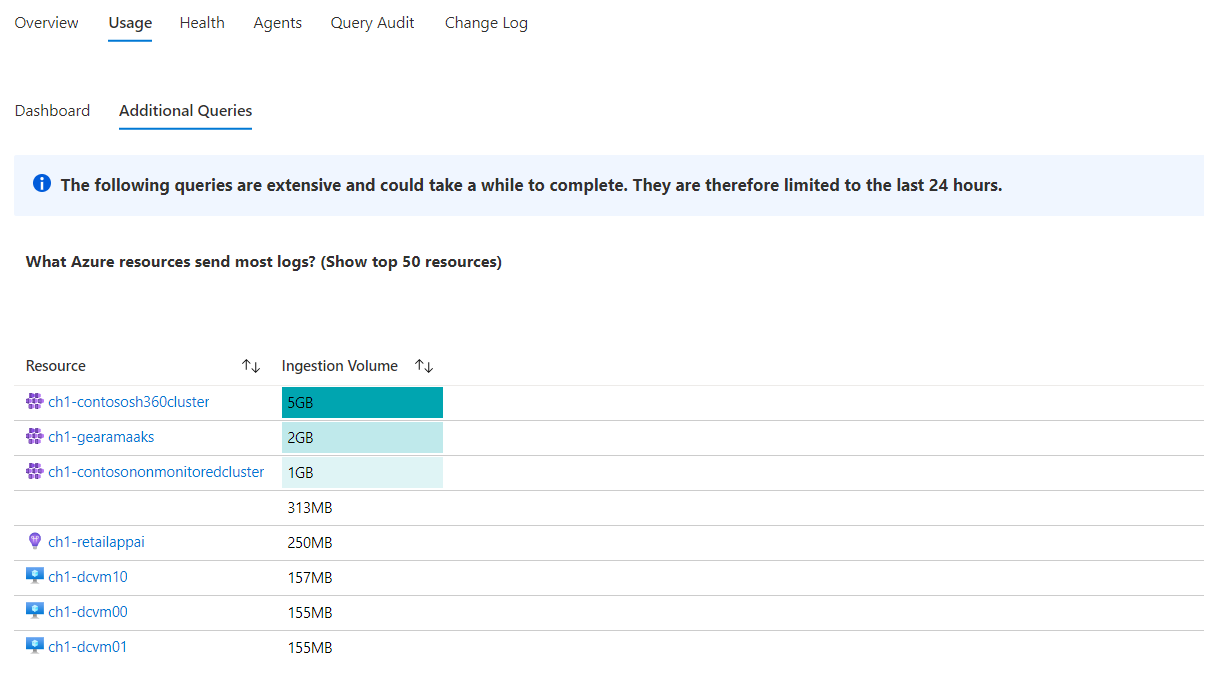 Overview Usage Health Agents Query Audit Change Log
Dashboard Additional Queries
The following queries are extensive and could take a while to complete. They are therefore limited to the last 24 hours.
What Azure resources send most logs? (Show top 50 resources)
Resource Ingestion Volume
ch1-contososh360cluster 5GB
ch1-gearamaaks 2GB
ch1-contosononmonitoredcluster 1GB
313MB
ch1-retailappai 250MB
ch1-dcvm10 157MB
ch1-dcvm00 155MB
ch1-dcvm01 155MB